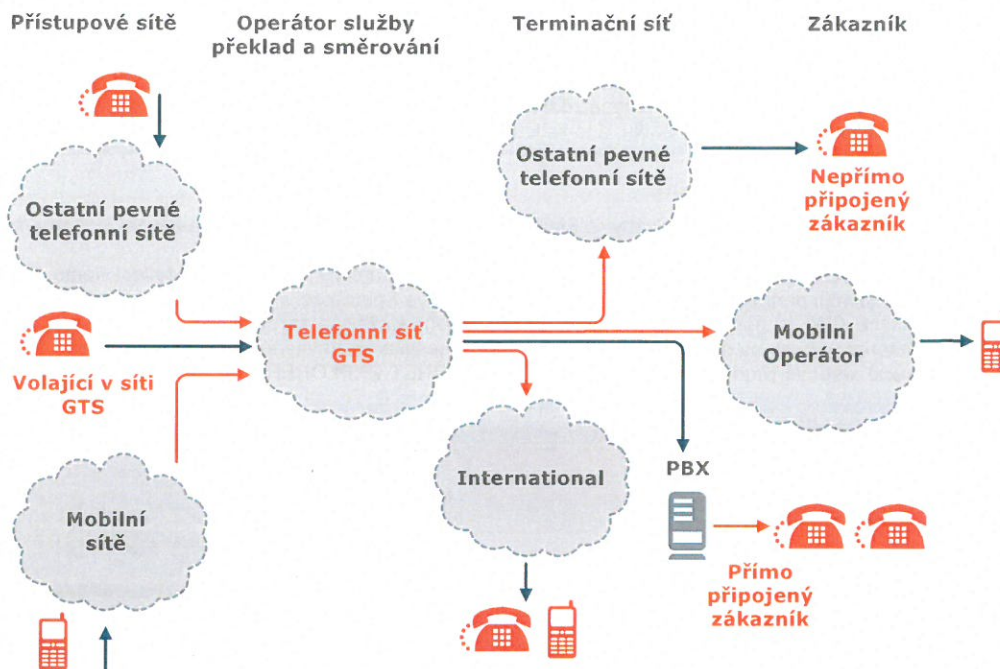 Přístupové sítě
Operátor služby
překlad a směrování
Terminační síť
Zákazník
Ostatní pevné
telefonní sítě
Ostatní pevné
telefonní sítě
Nepřímo
připojený
zákazník
Volající v síti
GTS
Telefonní síť
GTS
Mobilní
Operátor
Mobilní
sítě
International
PBX
Přímo
připojený
zákazník